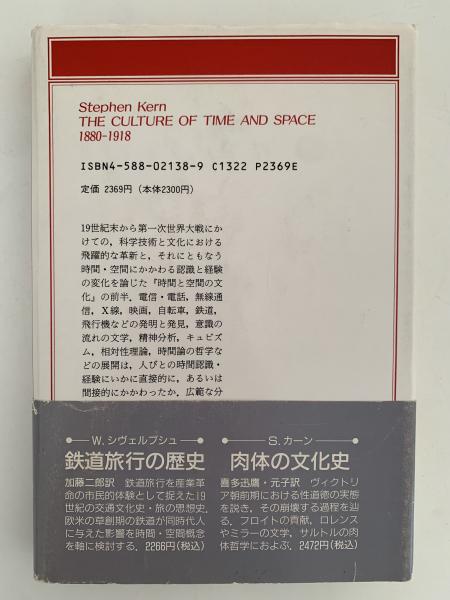 Stephen Kern
THE CULTURE OF TIME AND SPACE
1880-1918
ISBN4-588-02138-9 C1322 P2369E
定価 2369円（本体2300円）
19世紀末から第一次世界大戦にか
けての，科学技術と文化における
飛躍的な革新と，それにともなう
時間・空間にかかわる認識と経験
の変化を論じた『時間と空間の文
化』の前半．電信・電話，無線通
信，X線，映画，自転車，鉄道，
飛行機などの発明と発見，意識の
流れの文学，精神分析，キュビズ
ム，相対性理論，時間論の哲学な
どの展開は，人びとの時間認識・
経験にいかに直接的に，あるいは
間接的にかかわったか．広範な分
W．シヴェルブシュ
鉄道旅行の歴史
加藤二郎訳 鉄道旅行を産業革
命の市民的体験として捉えた19
世紀の交通文化史・旅の思想史．
欧米の草創期の鉄道が同時代人
に与えた影響を時間・空間概念
を軸に検討する．2266円（税込）
S．カーン
肉体の文化史
喜多迅鷹・元子訳 ヴィクトリ
ア朝前期における性道徳の実態
を説き，その崩壊する過程を辿
る．フロイトの貢献，ロレンス
やミラーの文学，サルトルの肉
体哲学におよぶ．2472円（税込）